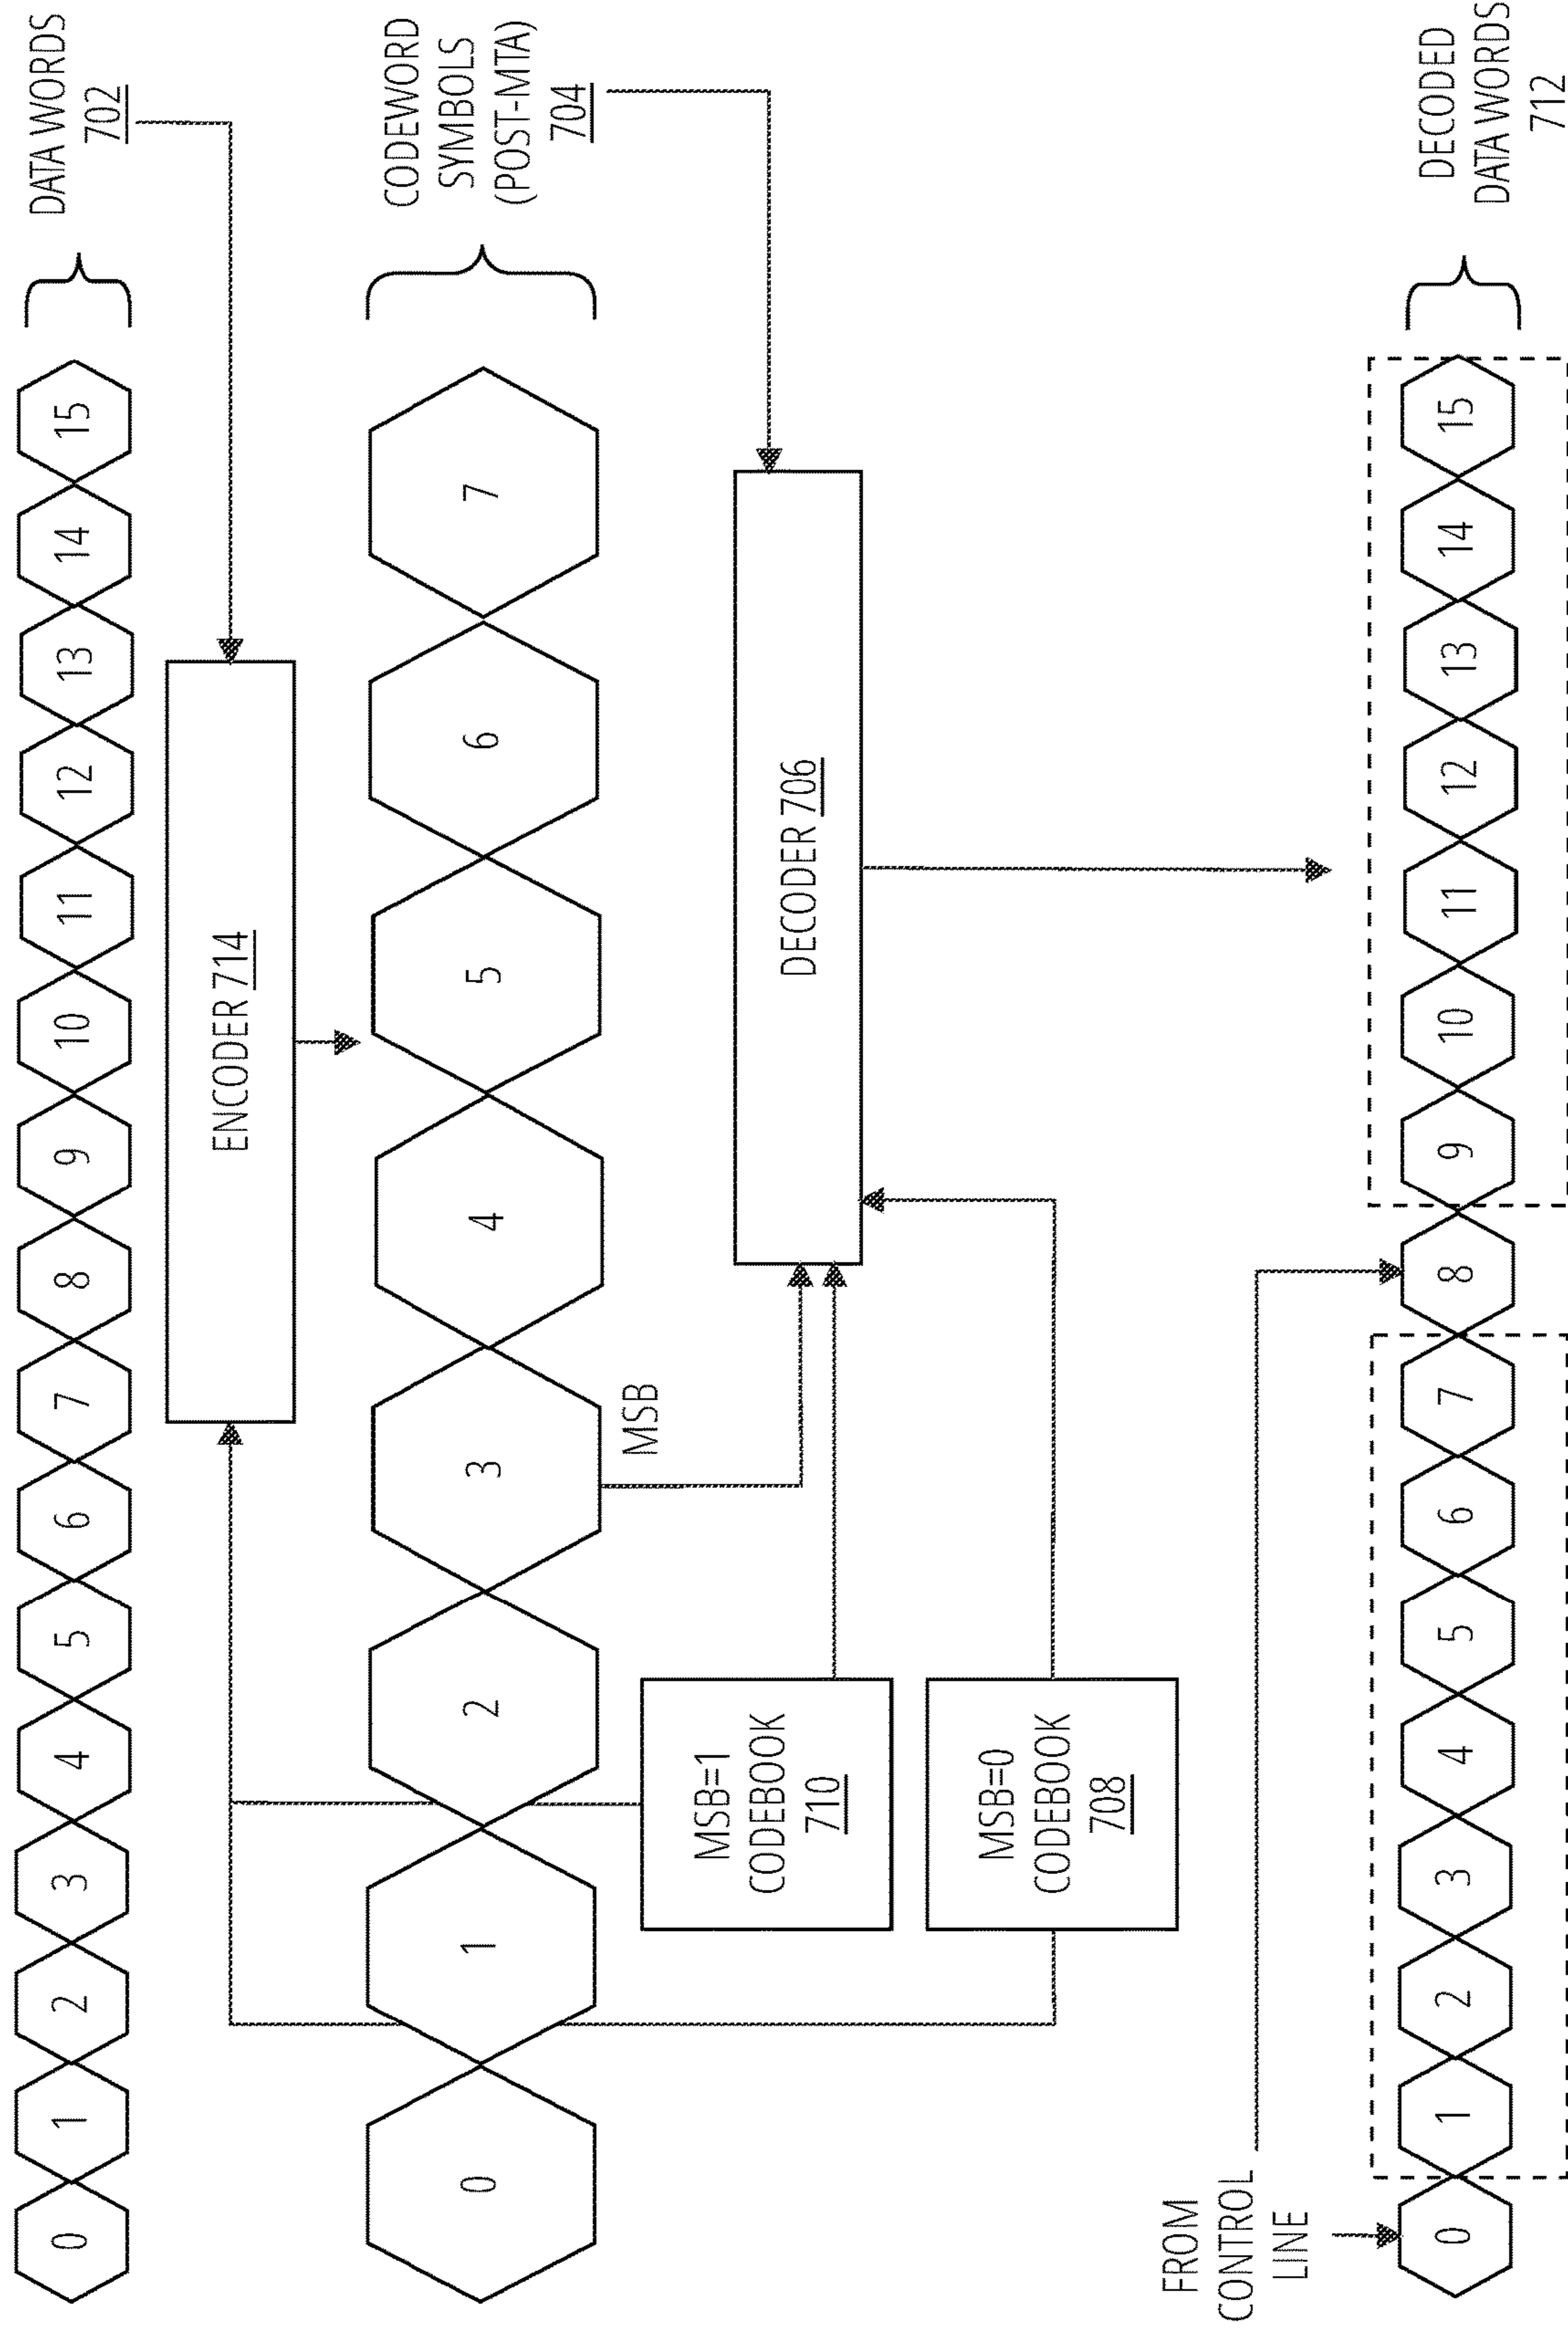 0 1 2 3 4 5 6 7 8 9 10 11 12 13 14 15
DATA WORDS
702
ENCODER 714
0 1 2 3 4 5 6 7
CODEWORD
SYMBOLS
(POST-MTA)
704
MSB
MSB=1
CODEBOOK
710
DECODER 706
MSB=0
CODEBOOK
708
FROM
CONTROL
LINE
0 1 2 3 4 5 6 7 8 9 10 11 12 13 14 15
DECODED
DATA WORDS
712